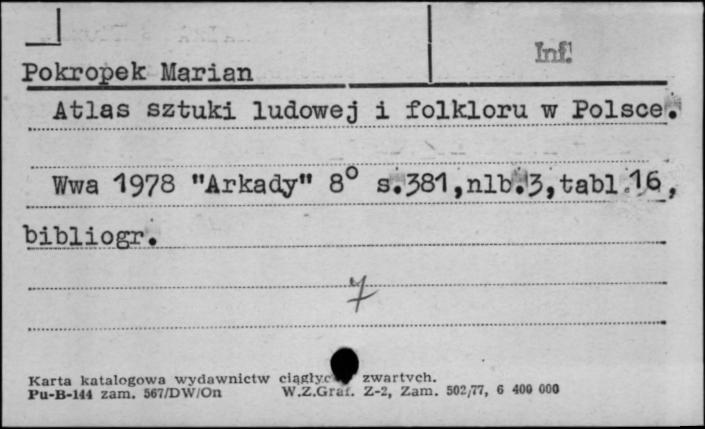 Inf.
Pokropek Marian
Atlas sztuki ludowej i folkloru w Polsce.
Wwa 1978 "Arkady" 8° s.381,nlb.3,tabl.16,
bibliogr.
7
Karta katalogowa wydawnictw zwartych.
Pu-B-144 zam. 567/DW/On W.Z.Graf. Z-2, Zam. 502/77, 6 400 000